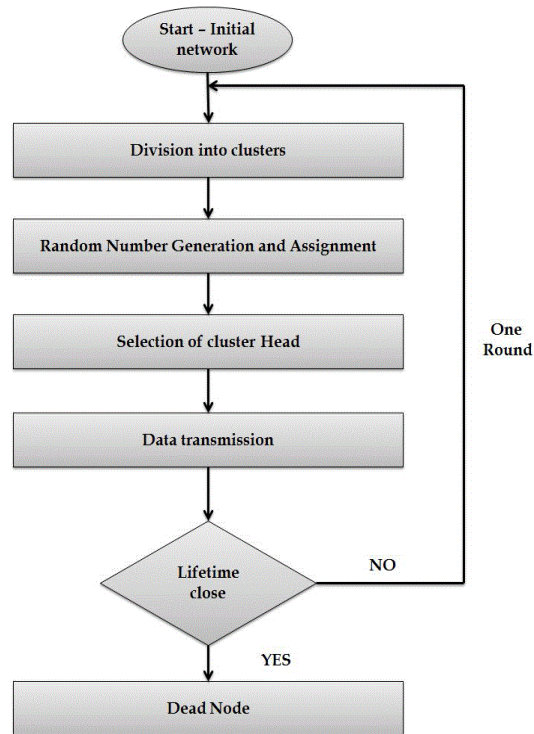 Start – Initial
network
Division into clusters
Random Number Generation and Assignment
Selection of cluster Head
One
Round
Data transmission
Lifetime
close
NO
YES
Dead Node